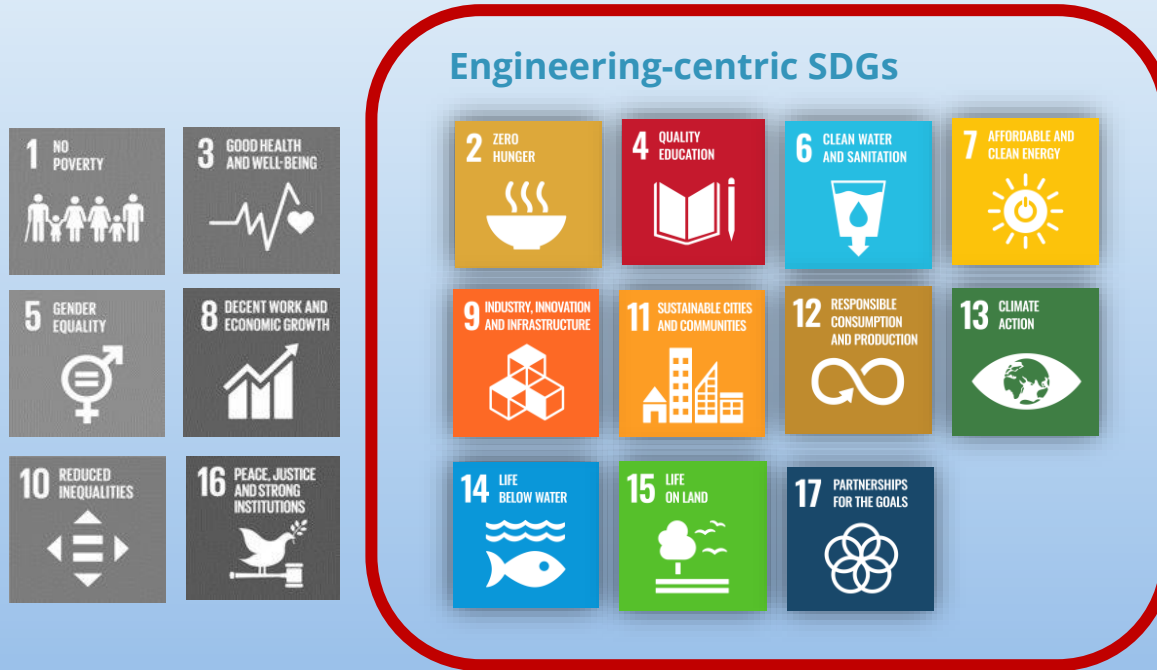 Engineering-centric SDGs
1 NO
POVERTY
3 GOOD HEALTH
AND WELL-BEING
5 GENDER
EQUALITY
8 DECENT WORK AND
ECONOMIC GROWTH
10 REDUCED
INEQUALITIES
16 PEACE, JUSTICE
AND STRONG
INSTITUTIONS
2 ZERO
HUNGER
4 QUALITY
EDUCATION
6 CLEAN WATER
AND SANITATION
7 AFFORDABLE AND
CLEAN ENERGY
9 INDUSTRY, INNOVATION
AND INFRASTRUCTURE
11 SUSTAINABLE CITIES
AND COMMUNITIES
12 RESPONSIBLE
CONSUMPTION
AND PRODUCTION
13 CLIMATE
ACTION
14 LIFE
BELOW WATER
15 LIFE
ON LAND
17 PARTNERSHIPS
FOR THE GOALS